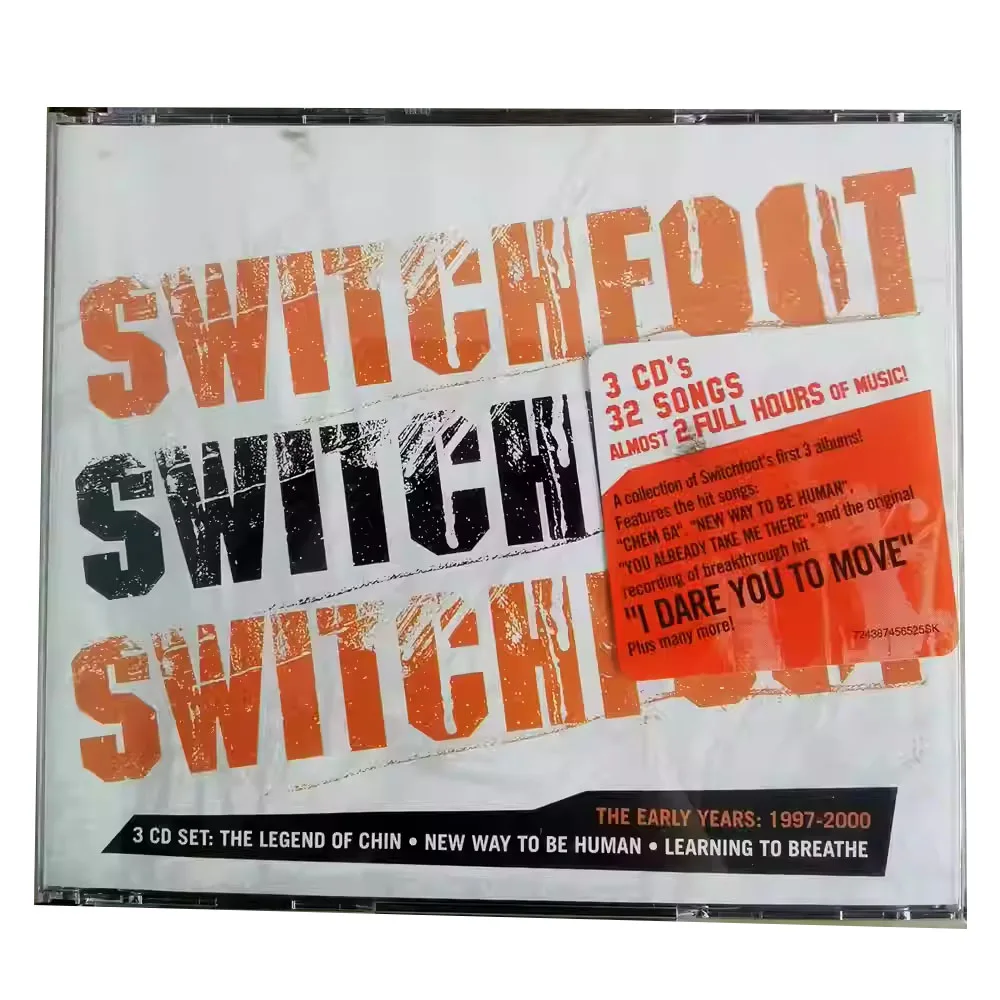 SWITCHFOOT
SWITCH
SWITCHFOOT
3 CD's
32 SONGS
ALMOST 2 FULL HOURS OF MUSIC!
A collection of Switchfoot's first 3 albums!
Features the hit songs:
"CHEM 6A", "NEW WAY TO BE HUMAN",
"YOU ALREADY TAKE ME THERE", and the original
recording of breakthrough hit
"I DARE YOU TO MOVE"
Plus many more!
724387456525SK
THE EARLY YEARS: 1997-2000
3 CD SET: THE LEGEND OF CHIN • NEW WAY TO BE HUMAN • LEARNING TO BREATHE